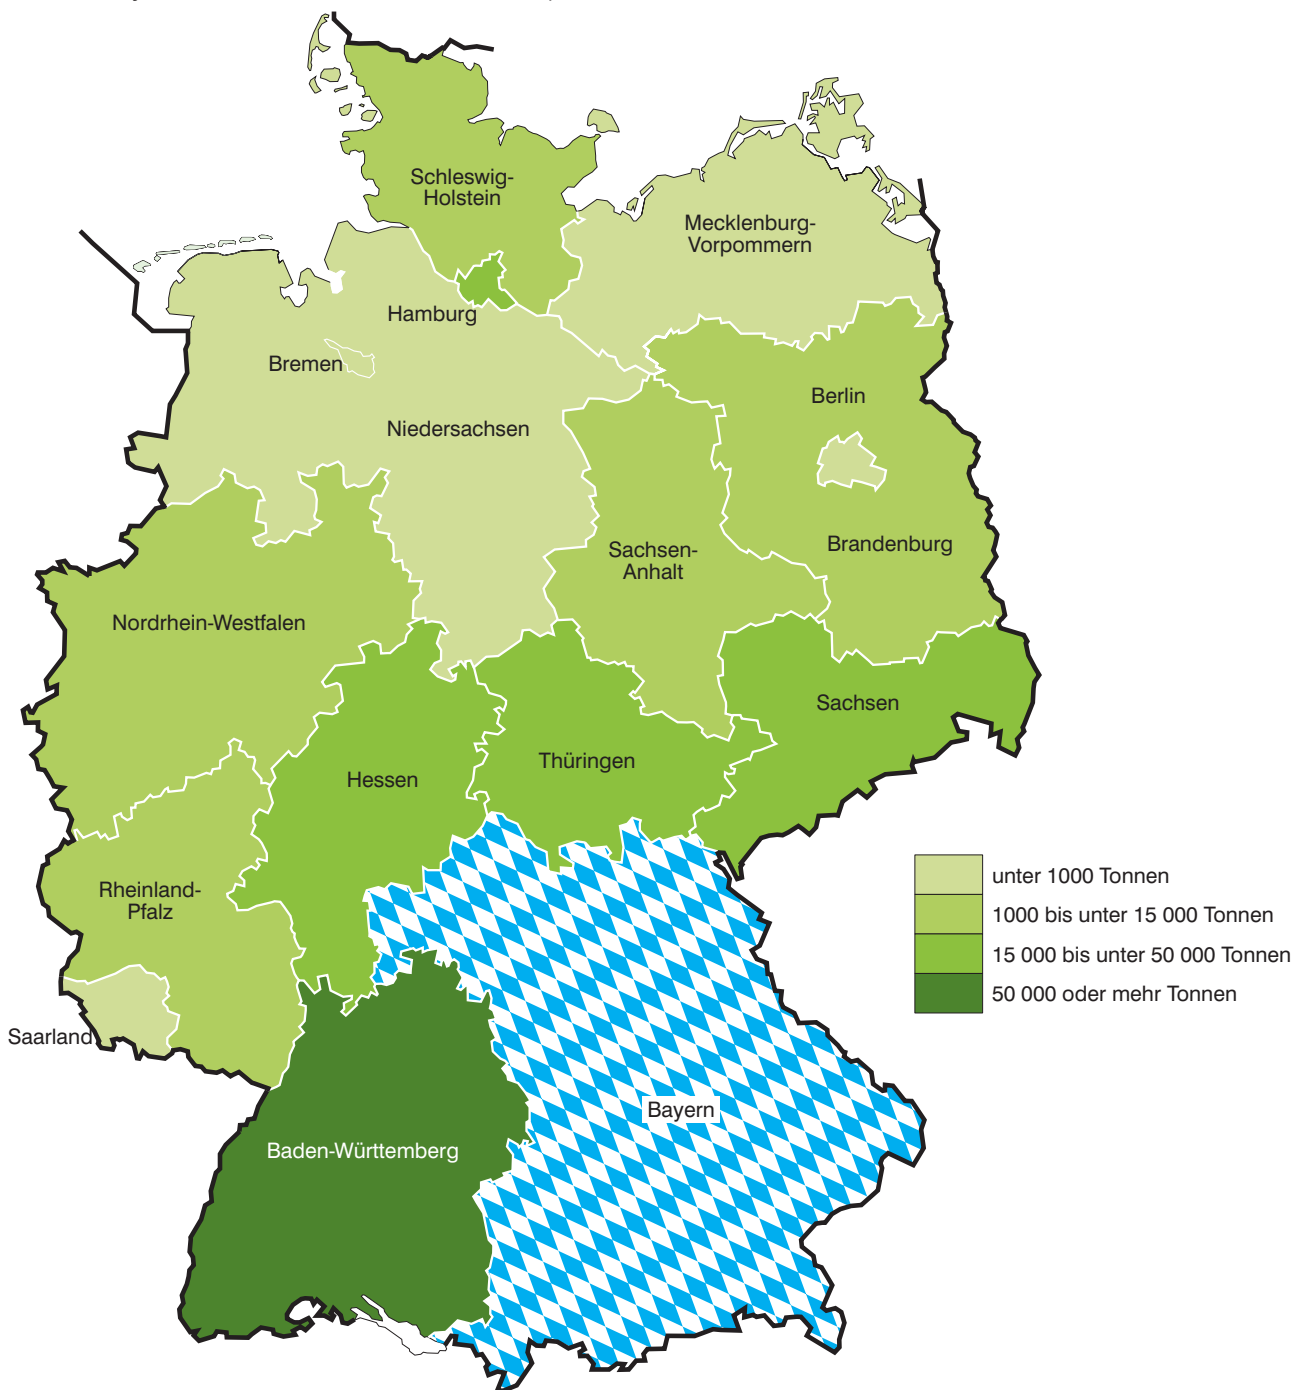 Schleswig-
Holstein
Mecklenburg-
Vorpommern
Hamburg
Bremen
Berlin
Niedersachsen
Brandenburg
Sachsen-
Anhalt
Nordrhein-Westfalen
Sachsen
Thüringen
Hessen
Rheinland-
Pfalz
unter 1000 Tonnen
1000 bis unter 15 000 Tonnen
15 000 bis unter 50 000 Tonnen
50 000 oder mehr Tonnen
Saarland
Bayern
Baden-Württemberg